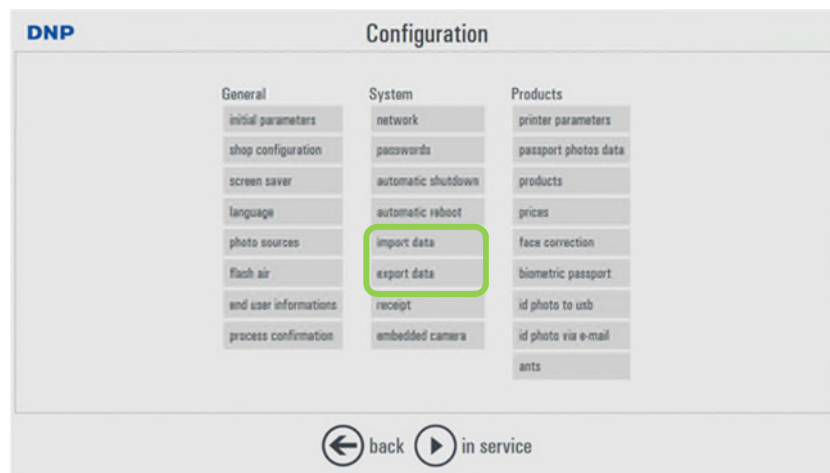 DNP
Configuration
General
initial parameters
shop configuration
screen saver
language
photo sources
flash air
end user informations
process confirmation
System
network
passwords
automatic shutdown
automatic reboot
import data
export data
receipt
embedded camera
Products
printer parameters
passport photos data
products
prices
face correction
biometric passport
id photo to usb
id photo via e-mail
ants
back
in service